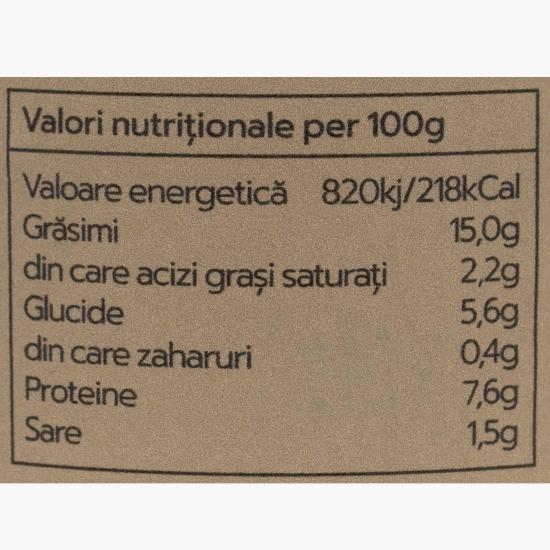 Valori nutriționale per 100g
Valoare energetică 820kj/218kCal
Grăsimi 15,0g
din care acizi grași saturați 2,2g
Glucide 5,6g
din care zaharuri 0,4g
Proteine 7,6g
Sare 1,5g